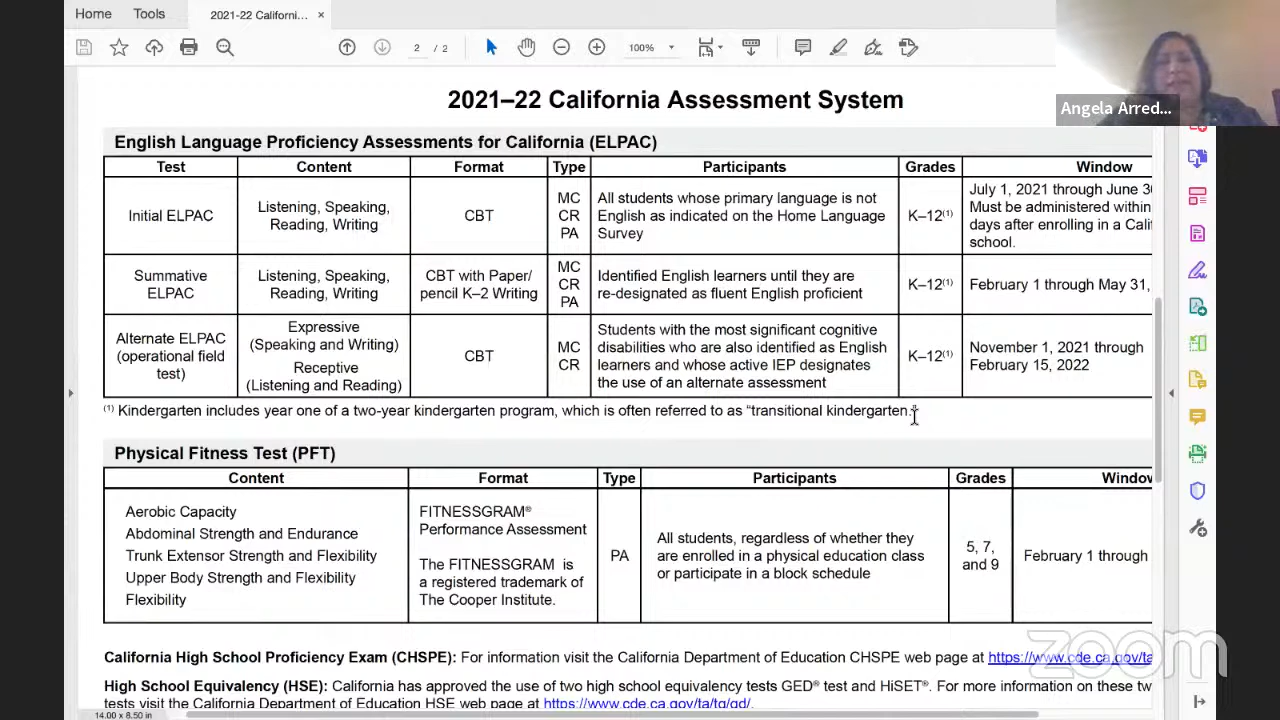 Home Tools 2021-22 Californi... ×
2 / 2 100%
Angela Arred...
2021–22 California Assessment System
English Language Proficiency Assessments for California (ELPAC)
Test Content Format Type Participants Grades Window
Initial ELPAC
Listening, Speaking,
Reading, Writing
CBT
MC
CR
PA
All students whose primary language is not
English as indicated on the Home Language
Survey
K–12(1)
July 1, 2021 through June
Must be administered within
days after enrolling in a
school.
Summative
ELPAC
Listening, Speaking,
Reading, Writing
CBT with Paper/
pencil K–2 Writing
MC
CR
PA
Identified English learners until they are
re-designated as fluent English proficient
K–12(1)
February 1 through May 31,
Alternate ELPAC
(operational field
test)
Expressive
(Speaking and Writing)
Receptive
(Listening and Reading)
CBT
MC
CR
Students with the most significant cognitive
disabilities who are also identified as English
learners and whose active IEP designates
the use of an alternate assessment
K–12(1)
November 1, 2021 through
February 15, 2022
(1) Kindergarten includes year one of a two-year kindergarten program, which is often referred to as “transitional kindergarten.”
Physical Fitness Test (PFT)
Content Format Type Participants Grades Window
Aerobic Capacity
Abdominal Strength and Endurance
Trunk Extensor Strength and Flexibility
Upper Body Strength and Flexibility
Flexibility
FITNESSGRAM®
Performance Assessment
The FITNESSGRAM is
a registered trademark of
The Cooper Institute.
PA
All students, regardless of whether they
are enrolled in a physical education class
or participate in a block schedule
5, 7,
and 9
February 1 through
zoom
California High School Proficiency Exam (CHSPE): For information visit the California Department of Education CHSPE web page at https://www.cde.ca.gov/ta
High School Equivalency (HSE): California has approved the use of two high school equivalency tests GED® test and HiSET®. For more information on these tw
tests visit the California Department of Education HSE web page at https://www.cde.ca.gov/ta/tg/gd/.
14.00 x 8.50 in